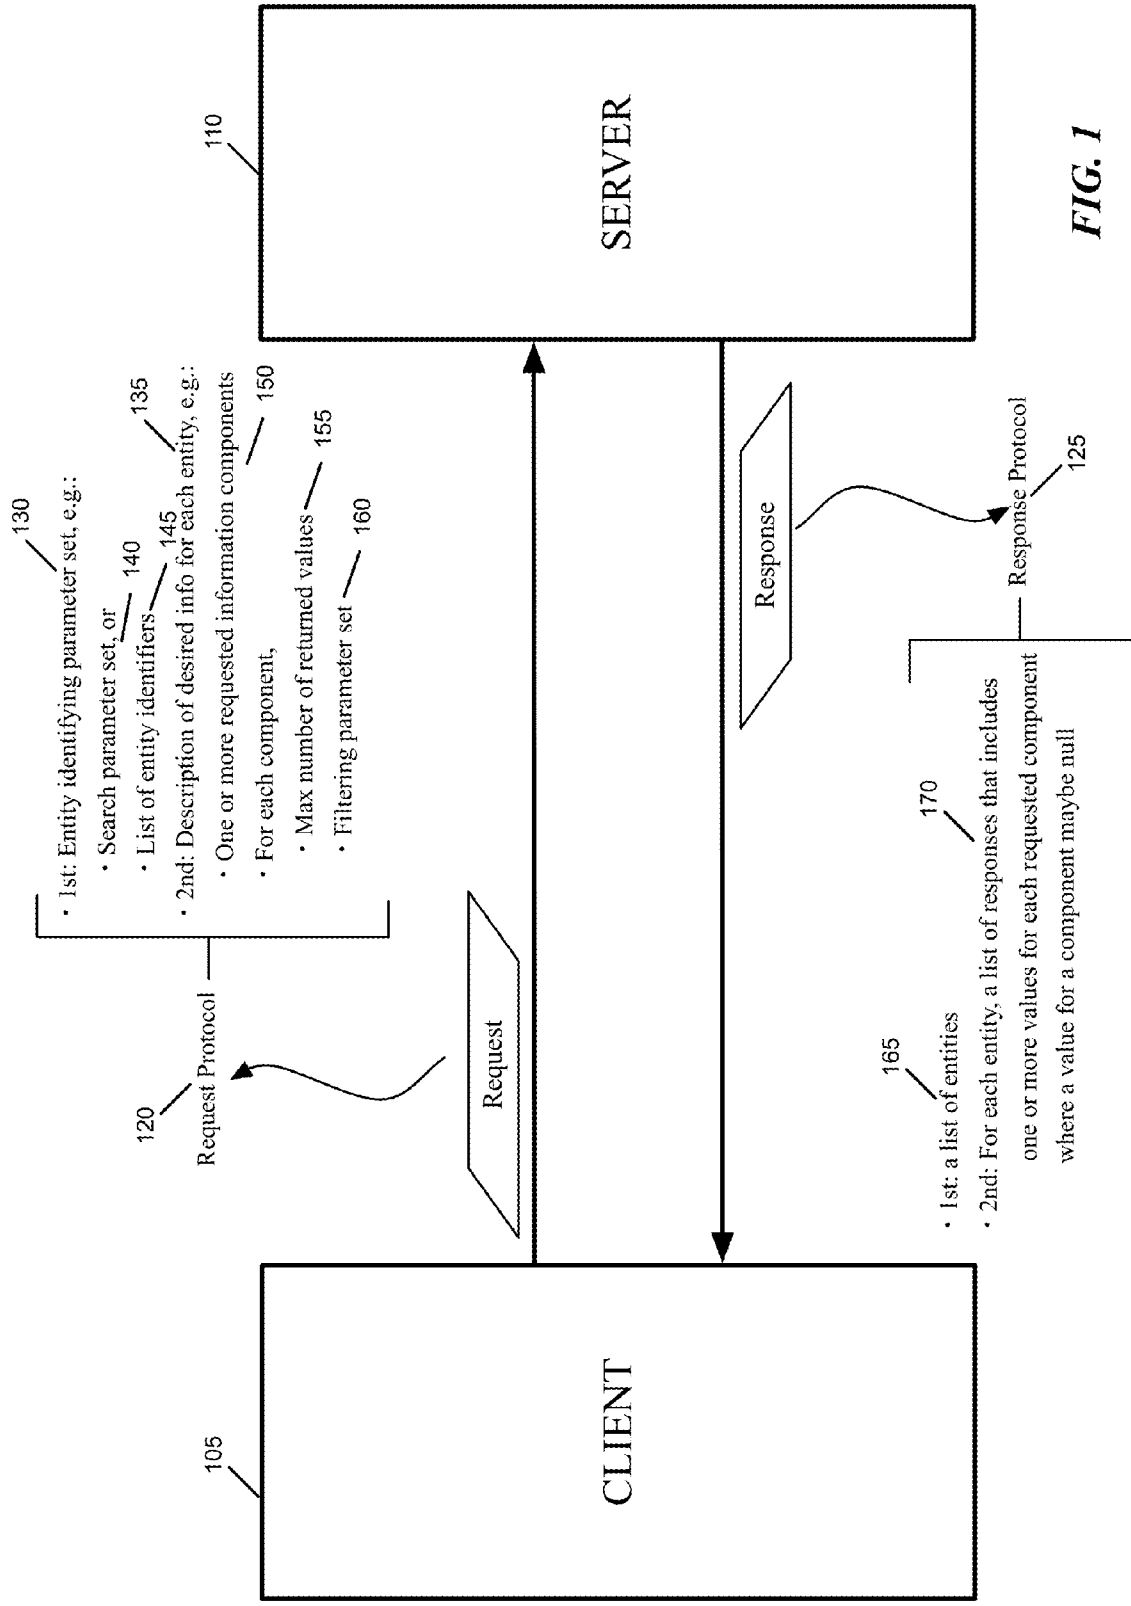 130
· 1st: Entity identifying parameter set, e.g.:
140
· Search parameter set, or
145
· List of entity identifiers
135
· 2nd: Description of desired info for each entity, e.g.:
· One or more requested information components
150
· For each component,
· Max number of returned values
155
· Filtering parameter set
160
120
Request Protocol
105
CLIENT
110
SERVER
Request
Response
Response Protocol
125
165
· 1st: a list of entities
170
· 2nd: For each entity, a list of responses that includes
one or more values for each requested component
where a value for a component maybe null
FIG. 1